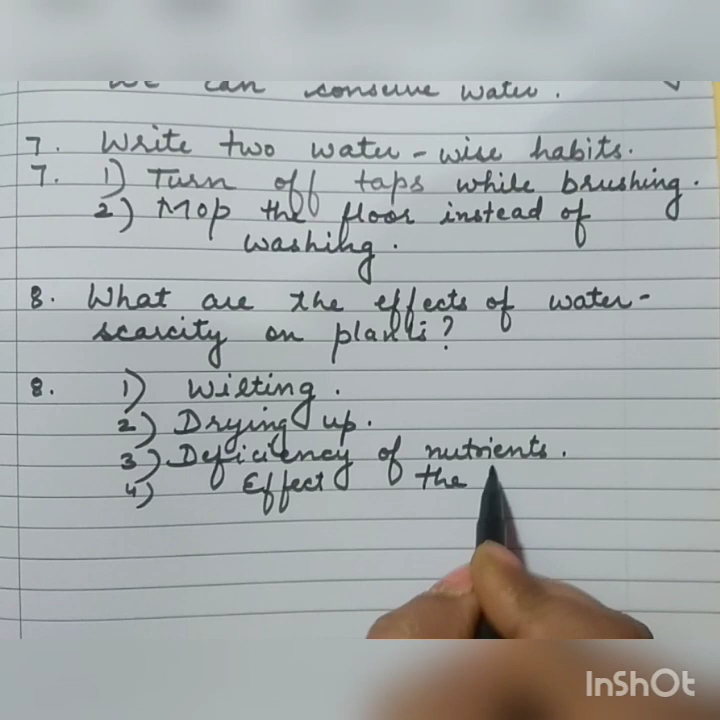 we can conserve water.
7. Write two water-wise habits.
7. 1) Turn off taps while brushing.
2) Mop the floor instead of
washing.
8. What are the effects of water-
scarcity on plants?
8. 1) Wilting.
2) Drying up.
3) Deficiency of nutrients.
4) Effect the
InShOt